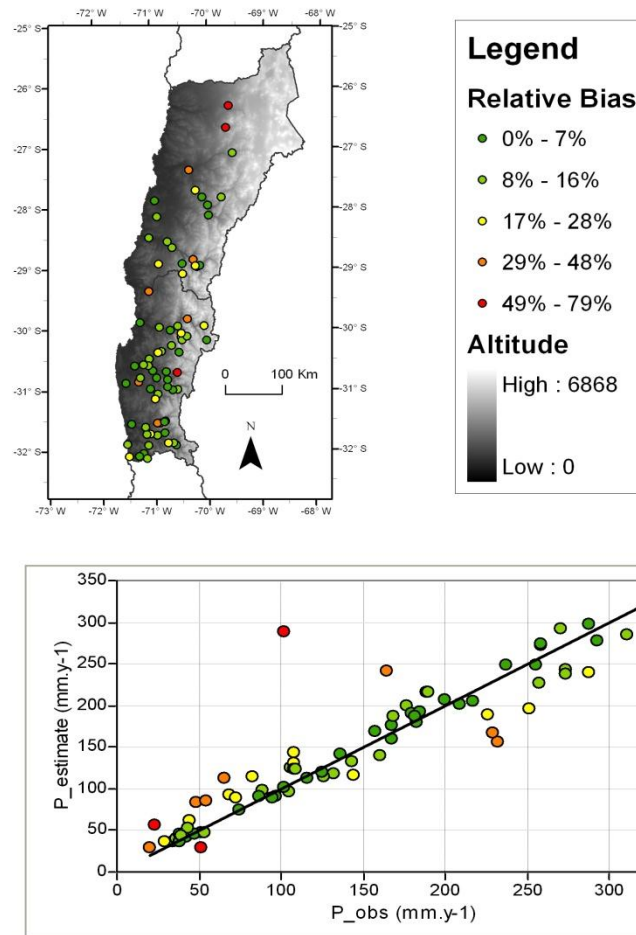 -72° W -71° W -70° W -69° W -68° W
-25° S -25° S
-26° S -26° S
-27° S -27° S
-28° S -28° S
-29° S -29° S
-30° S -30° S
-31° S -31° S
-32° S -32° S
0 100 Km
N
-73° W -72° W -71° W -70° W -69° W -68° W
Legend
Relative Bias
0% - 7%
8% - 16%
17% - 28%
29% - 48%
49% - 79%
Altitude
High : 6868
Low : 0
P_estimate (mm.y-1)
350
300
250
200
150
100
50
0
0 50 100 150 200 250 300
P_obs (mm.y-1)